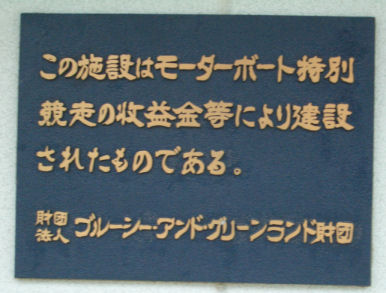 この施設はモーターボート特別
競走の収益金等により建設
されたものである。
財団法人 ブルーシー・アンド・グリーンランド財団